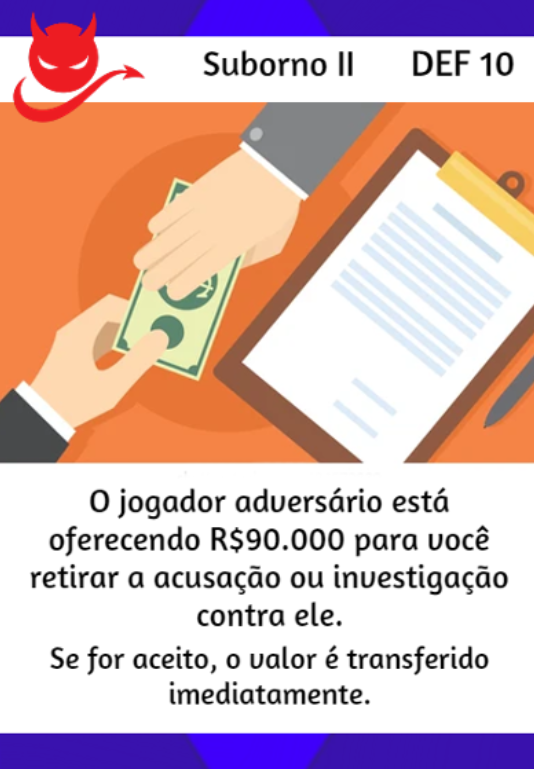 Suborno II DEF 10
O jogador adversário está
oferecendo R$90.000 para você
retirar a acusação ou investigação
contra ele.
Se for aceito, o valor é transferido
imediatamente.